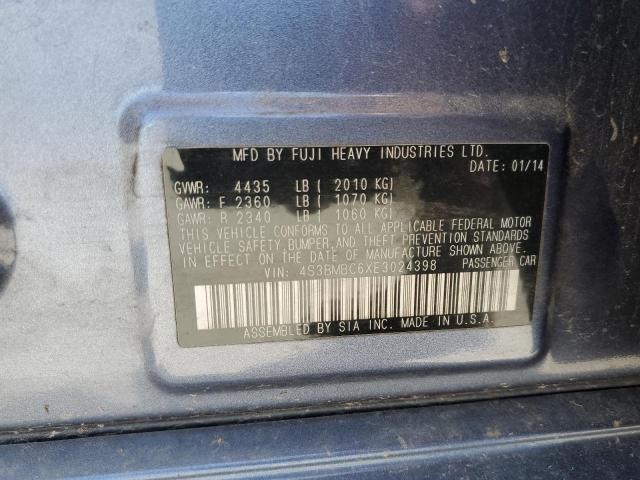 MFD BY FUJI HEAVY INDUSTRIES LTD.
DATE: 01/14
GVWR: 4435 LB ( 2010 KG)
GAWR: F 2360 LB ( 1070 KG)
GAWR: R 2340 LB ( 1060 KG)
THIS VEHICLE CONFORMS TO ALL APPLICABLE FEDERAL MOTOR
VEHICLE SAFETY, BUMPER, AND THEFT PREVENTION STANDARDS
IN EFFECT ON THE DATE OF MANUFACTURE SHOWN ABOVE.
VIN: 4S3BMBC6XE3024398 PASSENGER CAR
ASSEMBLED BY SIA INC. MADE IN U.S.A.